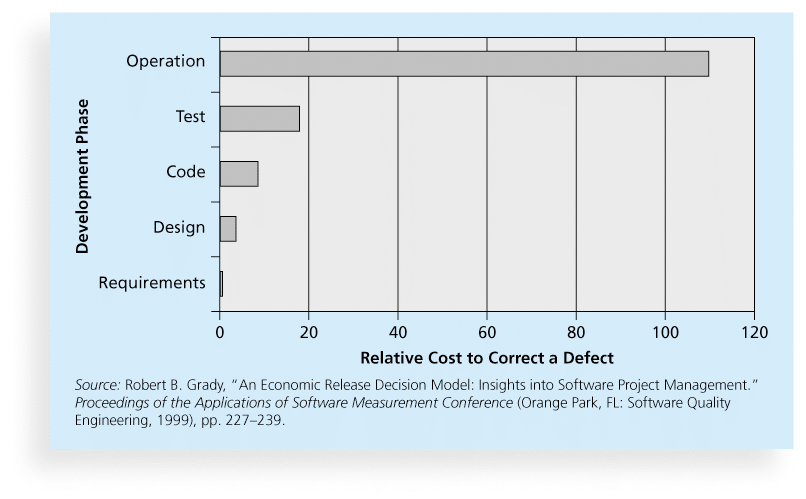 Development Phase
Operation
Test
Code
Design
Requirements
0 20 40 60 80 100 120
Relative Cost to Correct a Defect
Source: Robert B. Grady, “An Economic Release Decision Model: Insights into Software Project Management.”
Proceedings of the Applications of Software Measurement Conference (Orange Park, FL: Software Quality
Engineering, 1999), pp. 227–239.